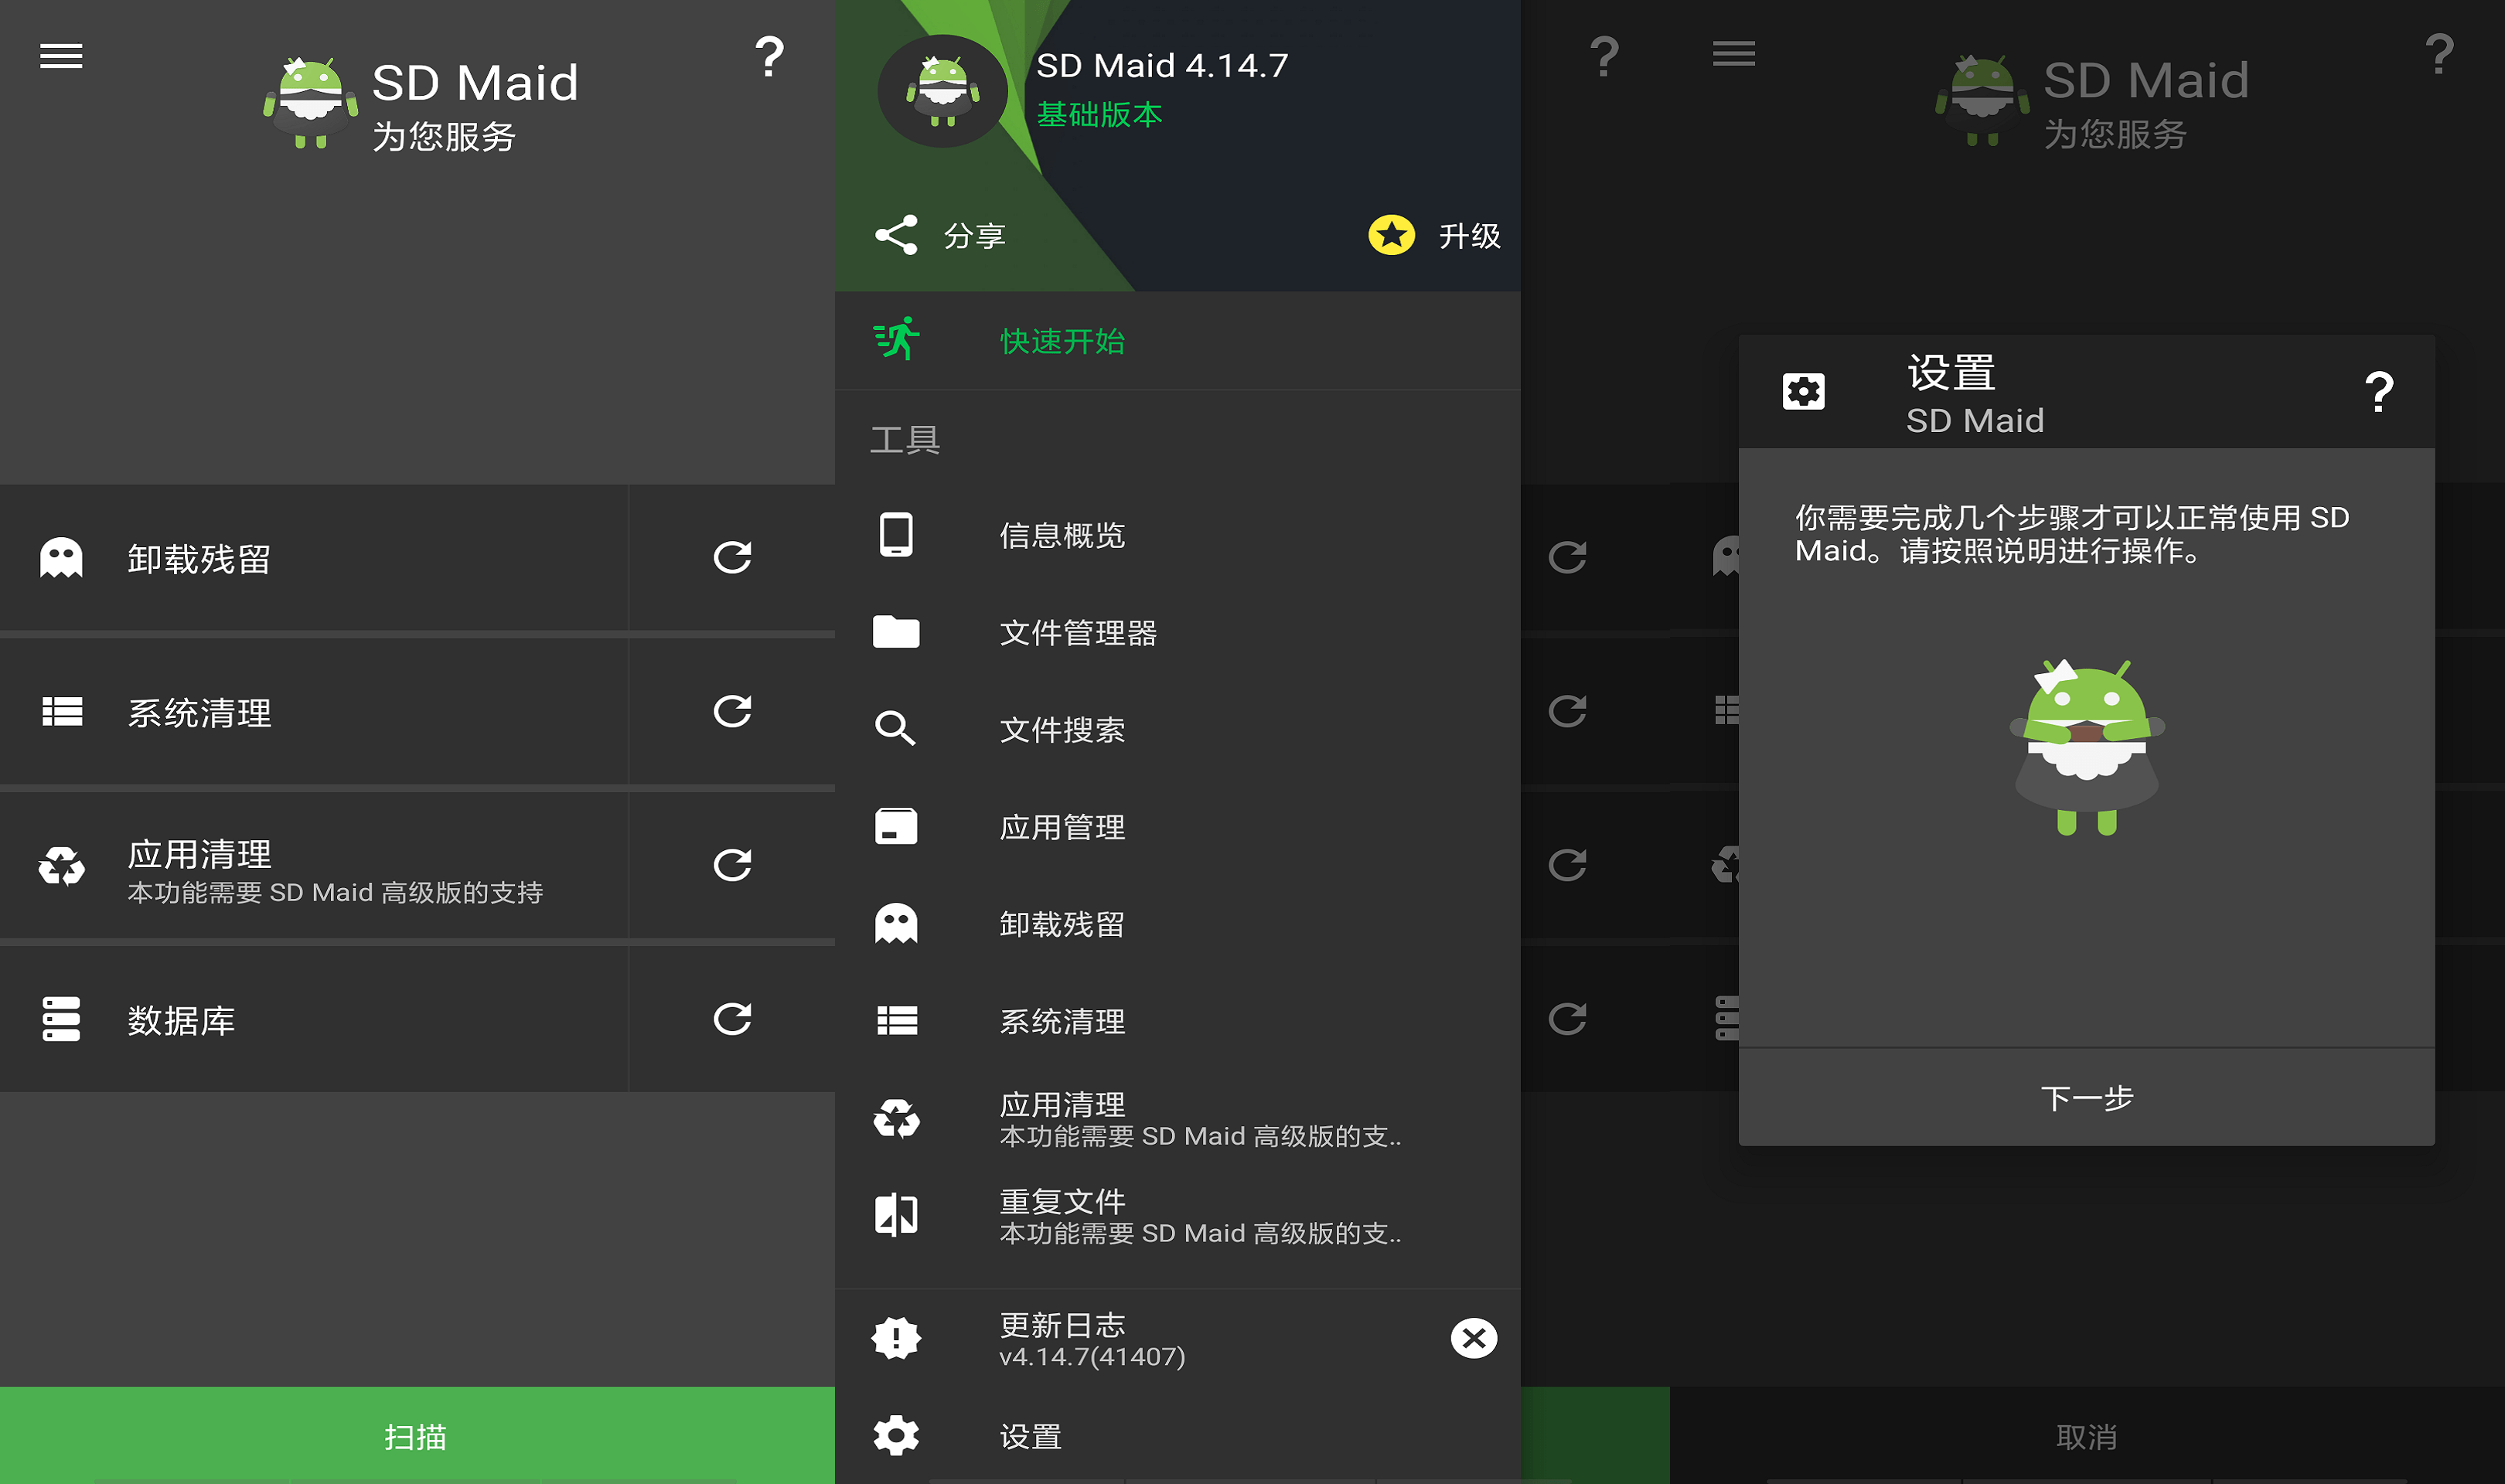 SD Maid
为您服务
?
卸载残留
系统清理
应用清理
本功能需要 SD Maid 高级版的支持
数据库
扫描
SD Maid 4.14.7
基础版本
分享
升级
快速开始
工具
信息概览
文件管理器
文件搜索
应用管理
卸载残留
系统清理
应用清理
本功能需要 SD Maid 高级版的支..
重复文件
本功能需要 SD Maid 高级版的支..
更新日志
v4.14.7(41407)
设置
?
SD Maid
为您服务
?
设置
SD Maid
?
你需要完成几个步骤才可以正常使用 SD
Maid。请按照说明进行操作。
下一步
取消